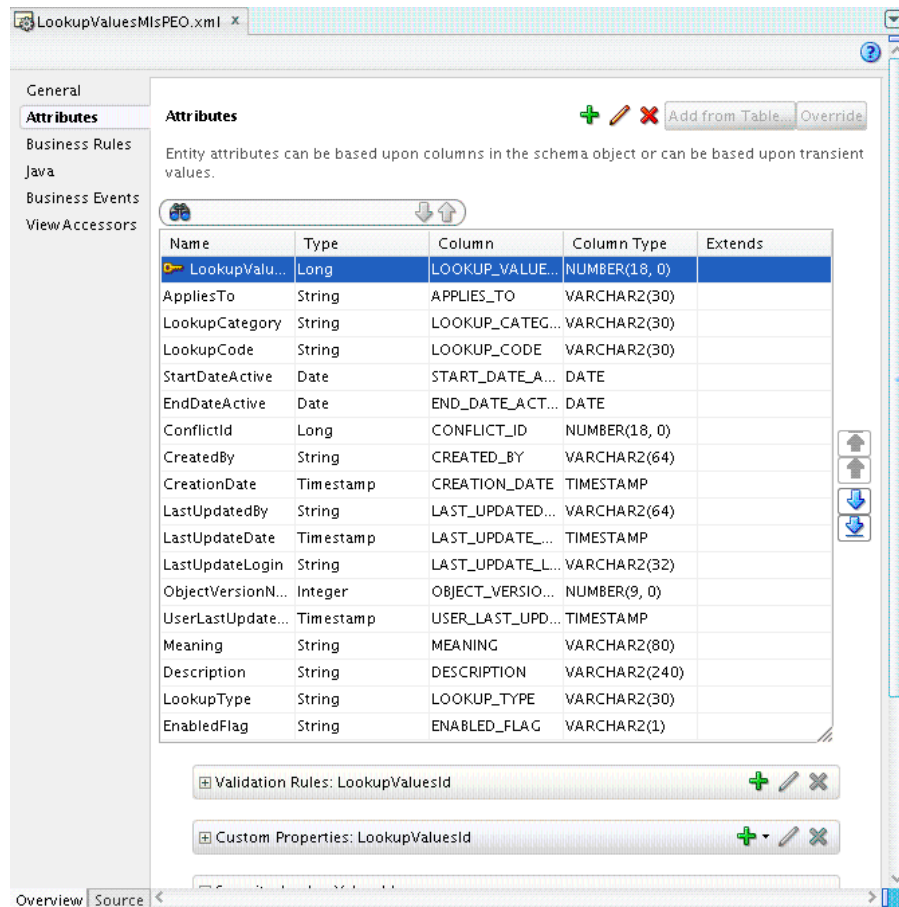 LookupValuesMlsPEO.xml x
General
Attributes
Business Rules
Java
Business Events
View Accessors
Attributes
Add from Table... Override
Entity attributes can be based upon columns in the schema object or can be based upon transient
values.
Name Type Column Column Type Extends
LookupValu... Long LOOKUP_VALUE... NUMBER(18, 0)
AppliesTo String APPLIES_TO VARCHAR2(30)
LookupCategory String LOOKUP_CATEG... VARCHAR2(30)
LookupCode String LOOKUP_CODE VARCHAR2(30)
StartDateActive Date START_DATE_A... DATE
EndDateActive Date END_DATE_ACT... DATE
ConflictId Long CONFLICT_ID NUMBER(18, 0)
CreatedBy String CREATED_BY VARCHAR2(64)
CreationDate Timestamp CREATION_DATE TIMESTAMP
LastUpdatedBy String LAST_UPDATED... VARCHAR2(64)
LastUpdateDate Timestamp LAST_UPDATE_... TIMESTAMP
LastUpdateLogin String LAST_UPDATE_L... VARCHAR2(32)
ObjectVersionN... Integer OBJECT_VERSIO... NUMBER(9, 0)
UserLastUpdate... Timestamp USER_LAST_UPD... TIMESTAMP
Meaning String MEANING VARCHAR2(80)
Description String DESCRIPTION VARCHAR2(240)
LookupType String LOOKUP_TYPE VARCHAR2(30)
EnabledFlag String ENABLED_FLAG VARCHAR2(1)
Validation Rules: LookupValuesId
Custom Properties: LookupValuesId
Overview Source